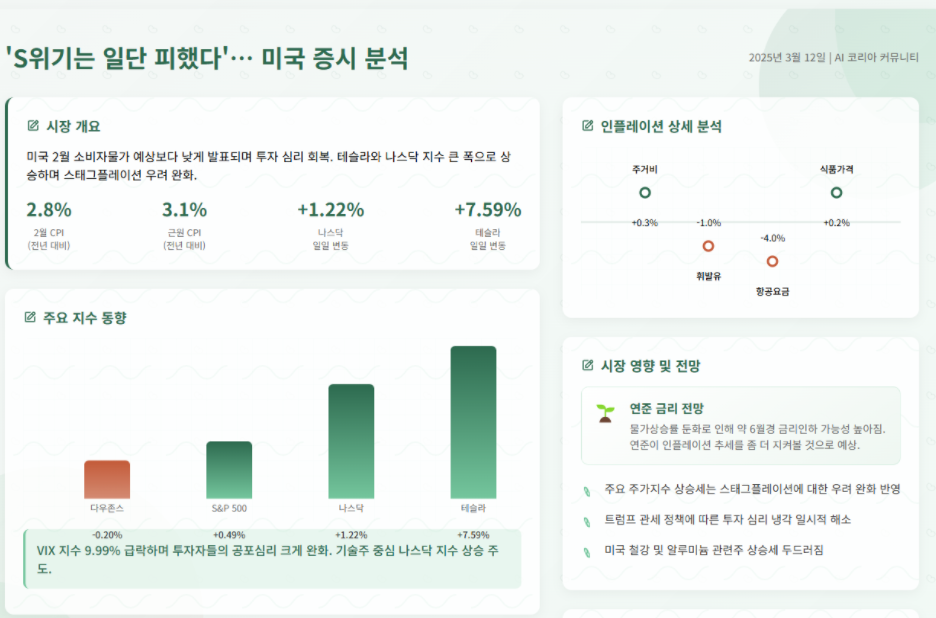 'S위기는 일단 피했다'… 미국 증시 분석
2025년 3월 12일 | AI 코리아 커뮤니티
시장 개요
미국 2월 소비자물가 예상보다 낮게 발표되며 투자 심리 회복. 테슬라와 나스닥 지수 큰 폭으로 상
승하며 스태그플레이션 우려 완화.
2.8%
2월 CPI
(전년 대비)
3.1%
근원 CPI
(전년 대비)
+1.22%
나스닥
일일 변동
+7.59%
테슬라
일일 변동
주요 지수 동향
다우존스
S&P 500
나스닥
테슬라
-0.20%
+0.49%
+1.22%
+7.59%
VIX 지수 9.99% 급락하며 투자자들의 공포심리 크게 완화. 기술주 중심 나스닥 지수 상승 주
도.
인플레이션 상세 분석
주거비
식품가격
+0.3%
-1.0%
+0.2%
-4.0%
휘발유
항공요금
시장 영향 및 전망
연준 금리 전망
물가상승률 둔화로 인해 약 6월경 금리인하 가능성 높아짐.
연준이 인플레이션 추세를 좀 더 지켜볼 것으로 예상.
주요 주가지수 상승세는 스태그플레이션에 대한 우려 완화 반영
트럼프 관세 정책에 따른 투자 심리 냉각 일시적 해소
미국 철강 및 알루미늄 관련주 상승세 두드러짐